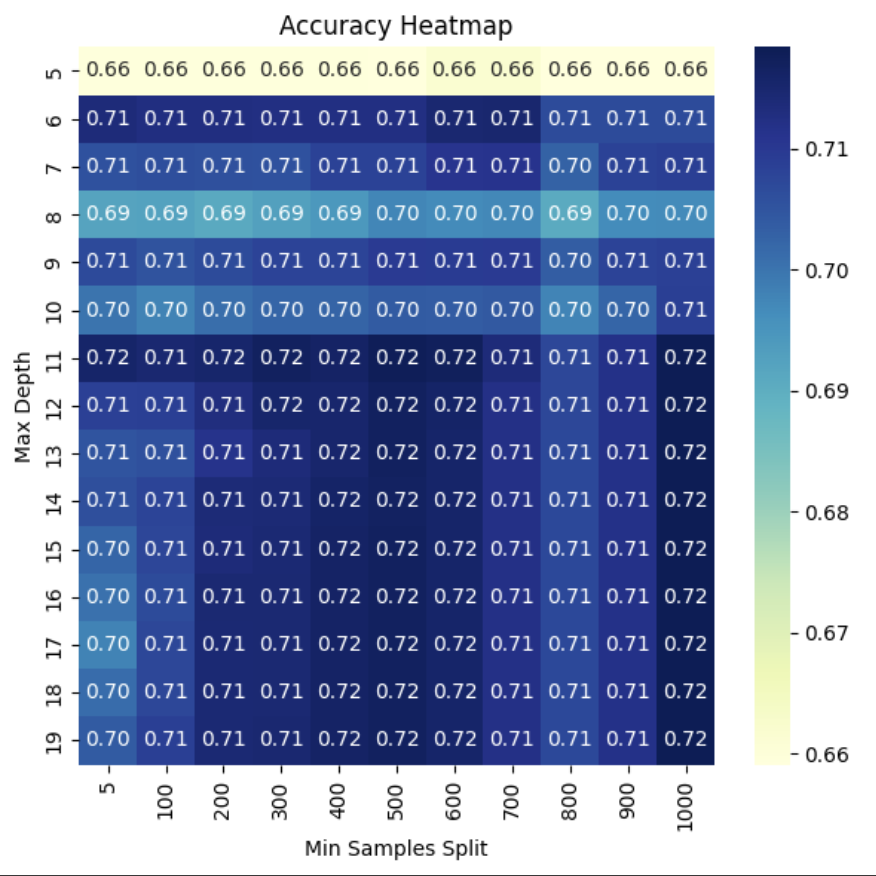 Accuracy Heatmap
5 0.66 0.66 0.66 0.66 0.66 0.66 0.66 0.66 0.66 0.66 0.66
6 0.71 0.71 0.71 0.71 0.71 0.71 0.71 0.71 0.71 0.71 0.71
7 0.71 0.71 0.71 0.71 0.71 0.71 0.71 0.71 0.70 0.71 0.71
8 0.69 0.69 0.69 0.69 0.69 0.70 0.70 0.70 0.69 0.70 0.70
9 0.71 0.71 0.71 0.71 0.71 0.71 0.71 0.71 0.70 0.71 0.71
10 0.70 0.70 0.70 0.70 0.70 0.70 0.70 0.70 0.70 0.70 0.71
11 0.72 0.71 0.72 0.72 0.72 0.72 0.72 0.71 0.71 0.71 0.72
12 0.71 0.71 0.71 0.72 0.72 0.72 0.72 0.71 0.71 0.71 0.72
13 0.71 0.71 0.71 0.71 0.72 0.72 0.72 0.71 0.71 0.71 0.72
14 0.71 0.71 0.71 0.71 0.72 0.72 0.72 0.71 0.71 0.71 0.72
15 0.70 0.71 0.71 0.71 0.72 0.72 0.72 0.71 0.71 0.71 0.72
16 0.70 0.71 0.71 0.71 0.72 0.72 0.72 0.71 0.71 0.71 0.72
17 0.70 0.71 0.71 0.71 0.72 0.72 0.72 0.71 0.71 0.71 0.72
18 0.70 0.71 0.71 0.71 0.72 0.72 0.72 0.71 0.71 0.71 0.72
19 0.70 0.71 0.71 0.71 0.72 0.72 0.72 0.71 0.71 0.71 0.72
Max Depth
5 100 200 300 400 500 600 700 800 900 1000
Min Samples Split
0.71
0.70
0.69
0.68
0.67
0.66